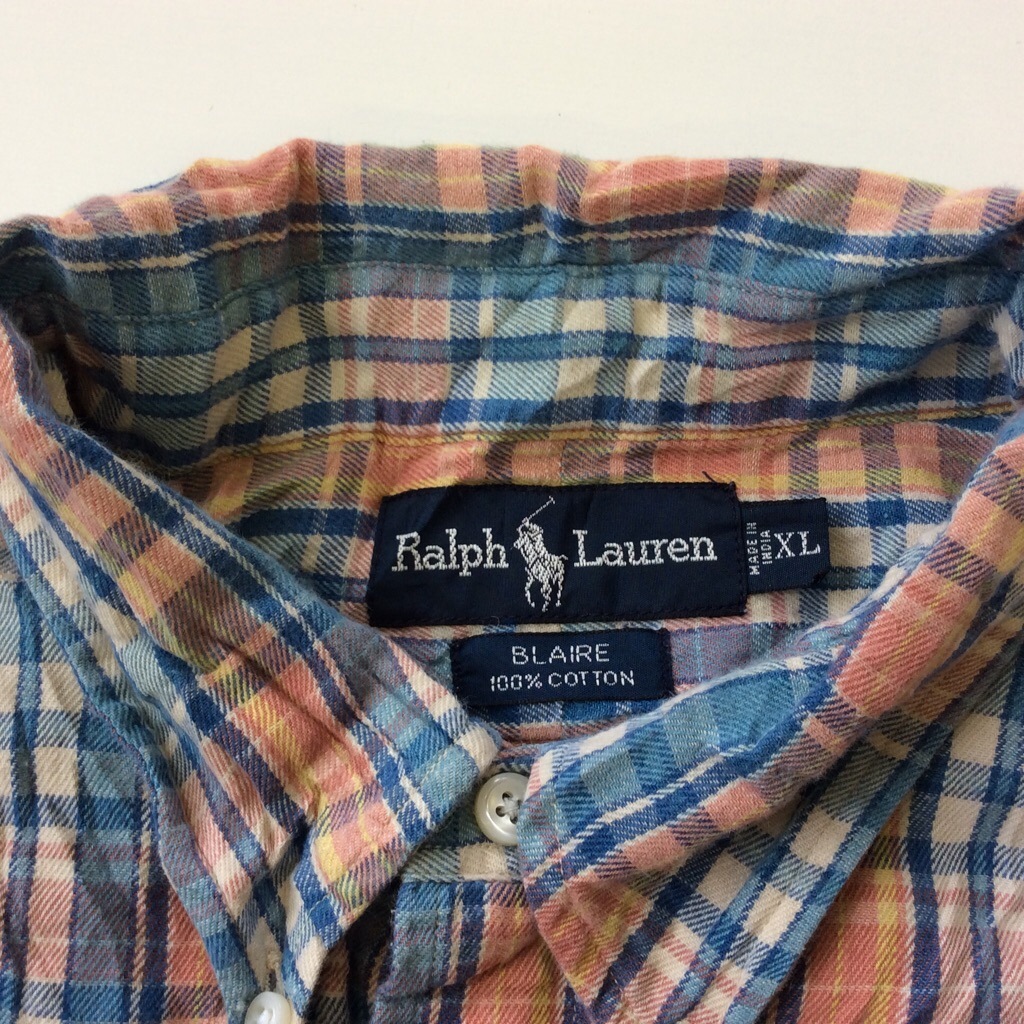 Ralph Lauren
MADE IN
INDIA
XL
BLAIRE
100% COTTON